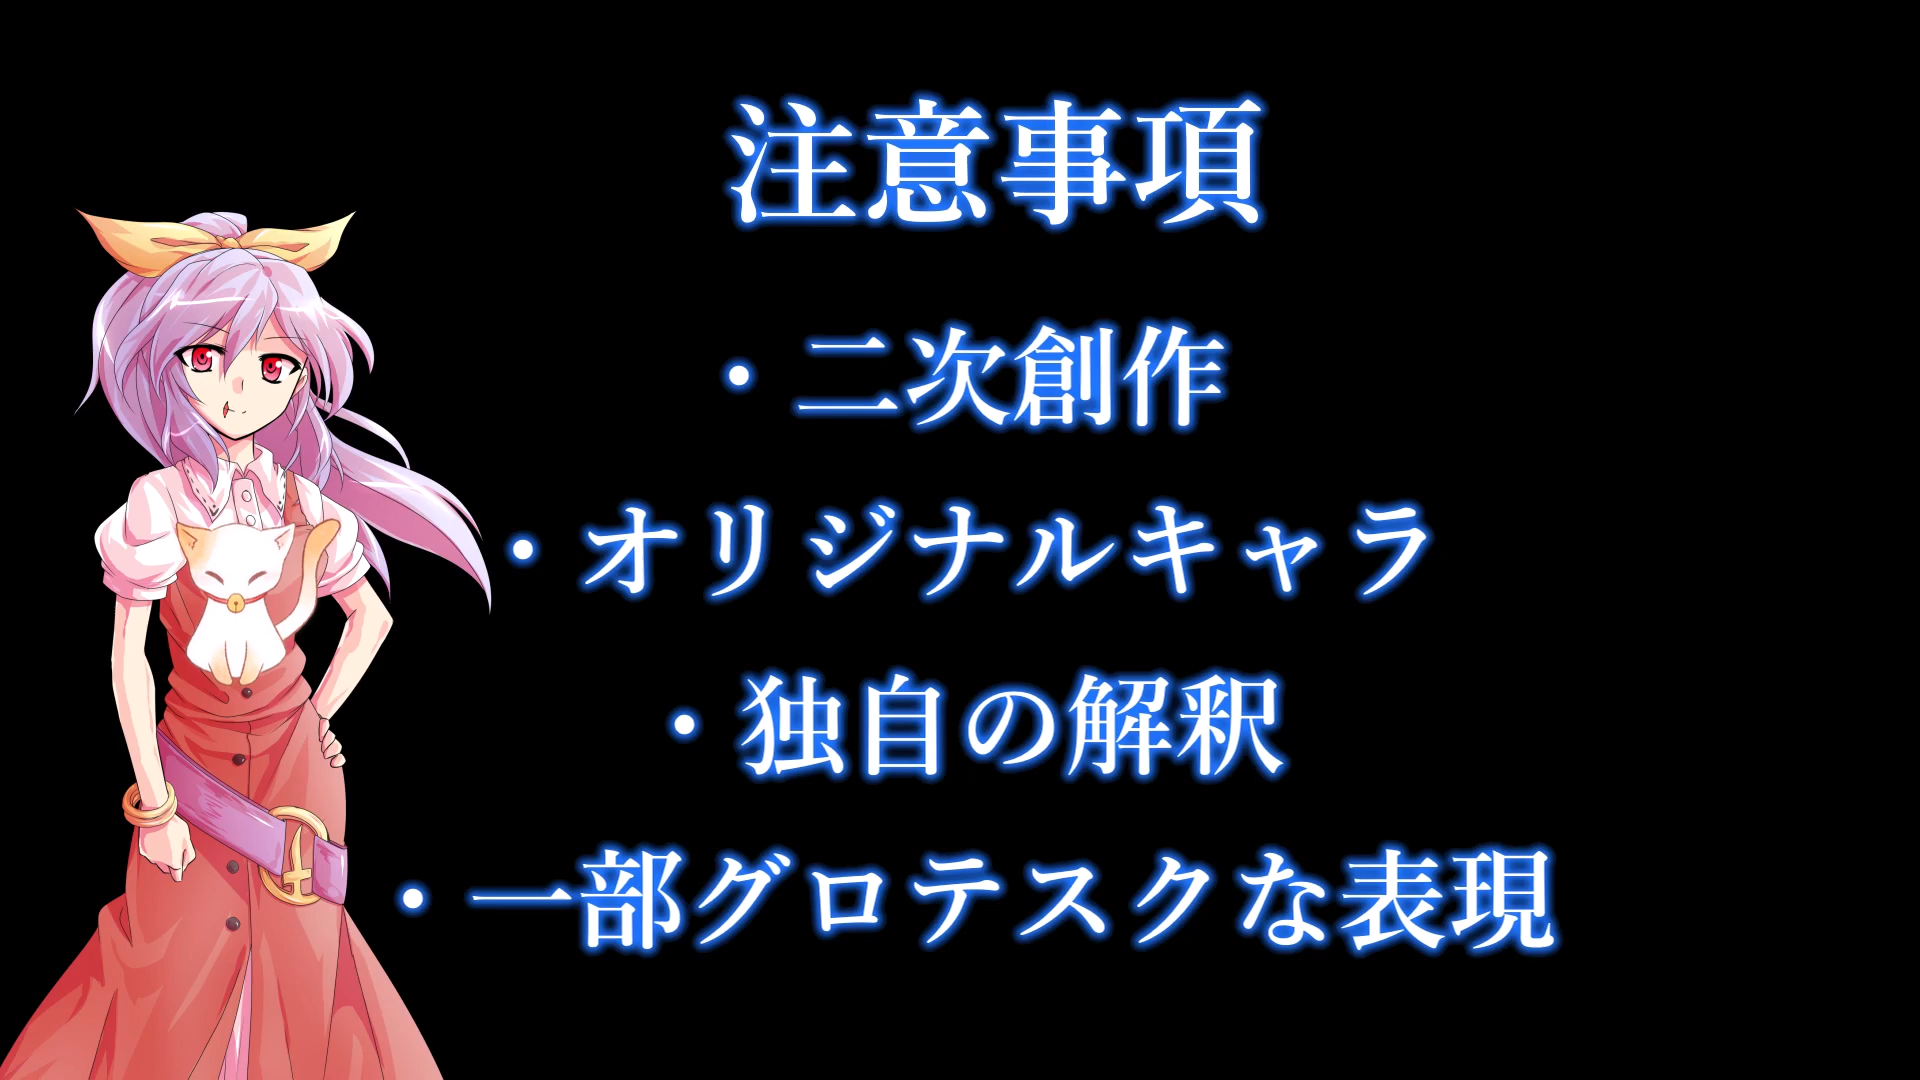 注意事項
・二次創作
・オリジナルキャラ
・独自の解釈
・一部グロテスクな表現